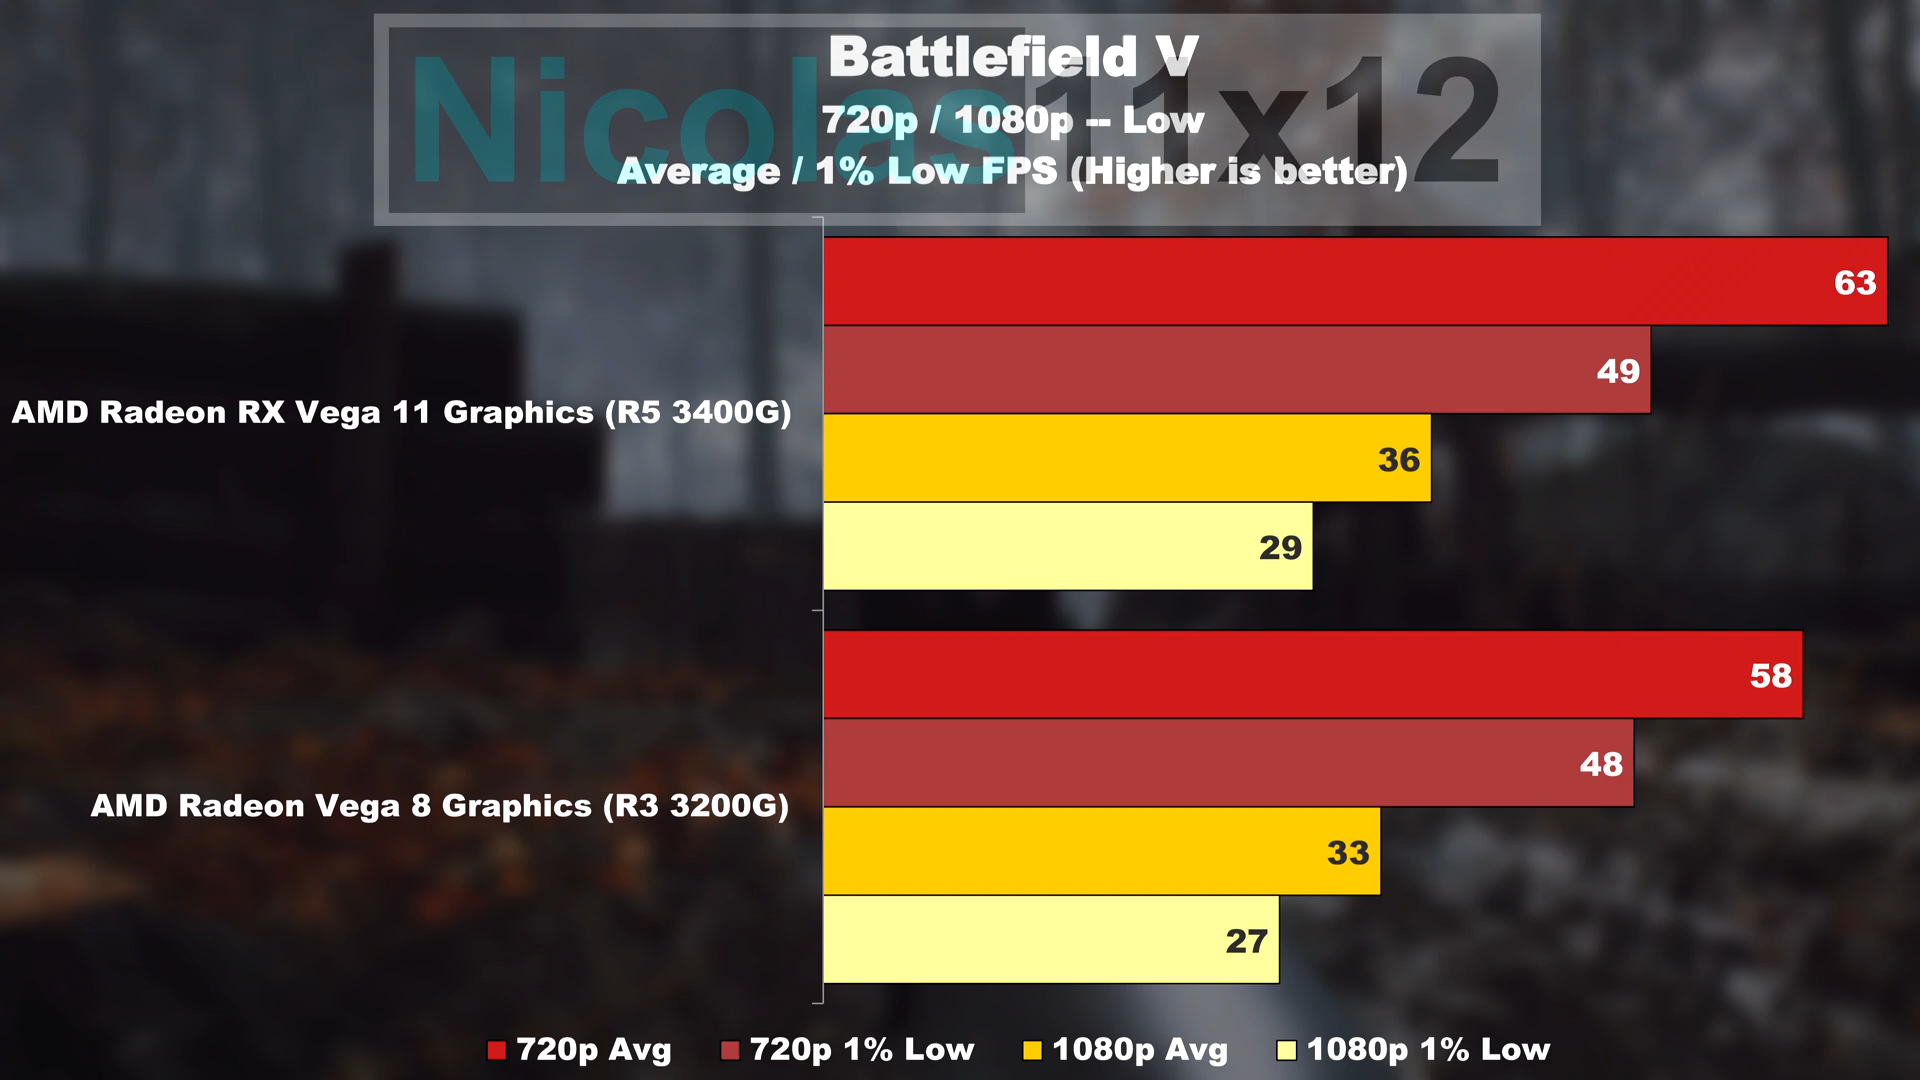 Nicolas11x12
Battlefield V
720p / 1080p -- Low
Average / 1% Low FPS (Higher is better)
AMD Radeon RX Vega 11 Graphics (R5 3400G)
63
49
36
29
AMD Radeon Vega 8 Graphics (R3 3200G)
58
48
33
27
720p Avg 720p 1% Low 1080p Avg 1080p 1% Low